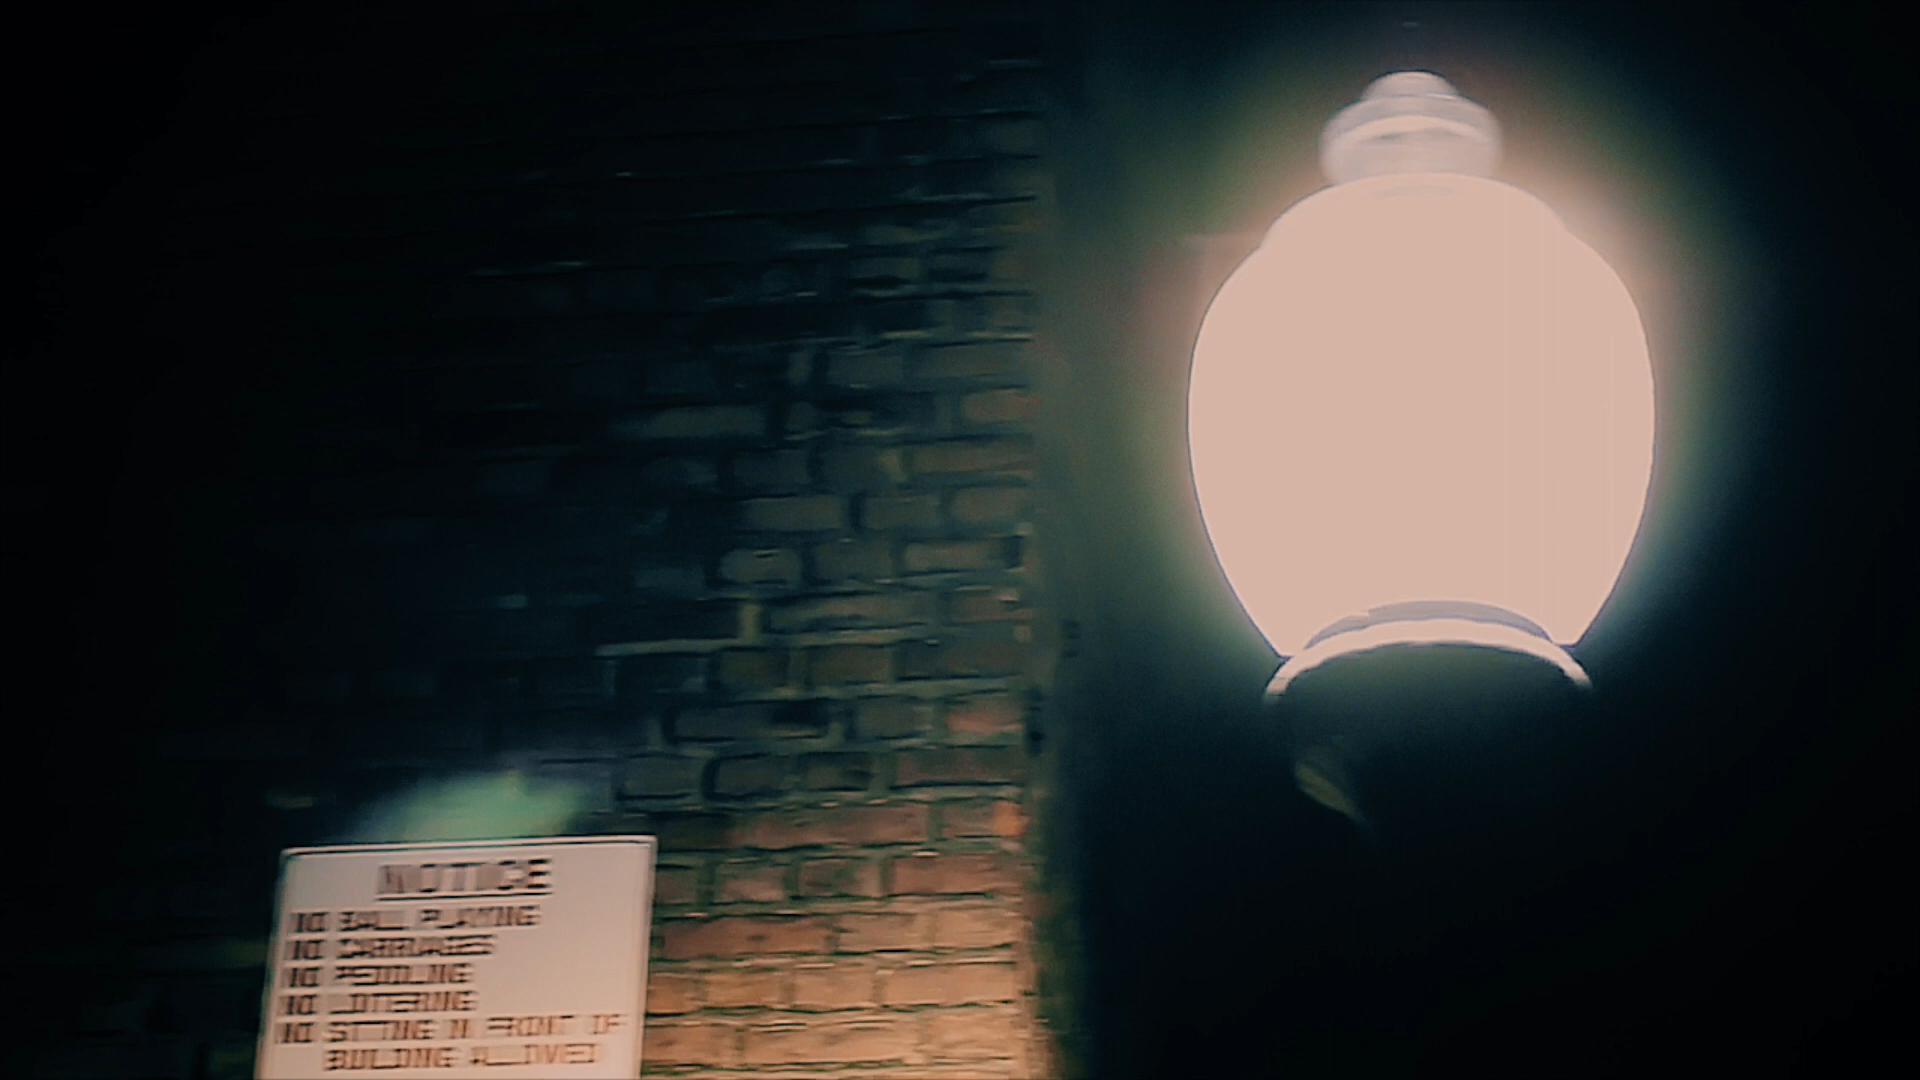 NOTICE
NO BALL PLAYING
NO CARRIAGES
NO PEDDLING
NO LOITERING
NO SITTING IN FRONT OF
BUILDING ALLOWED